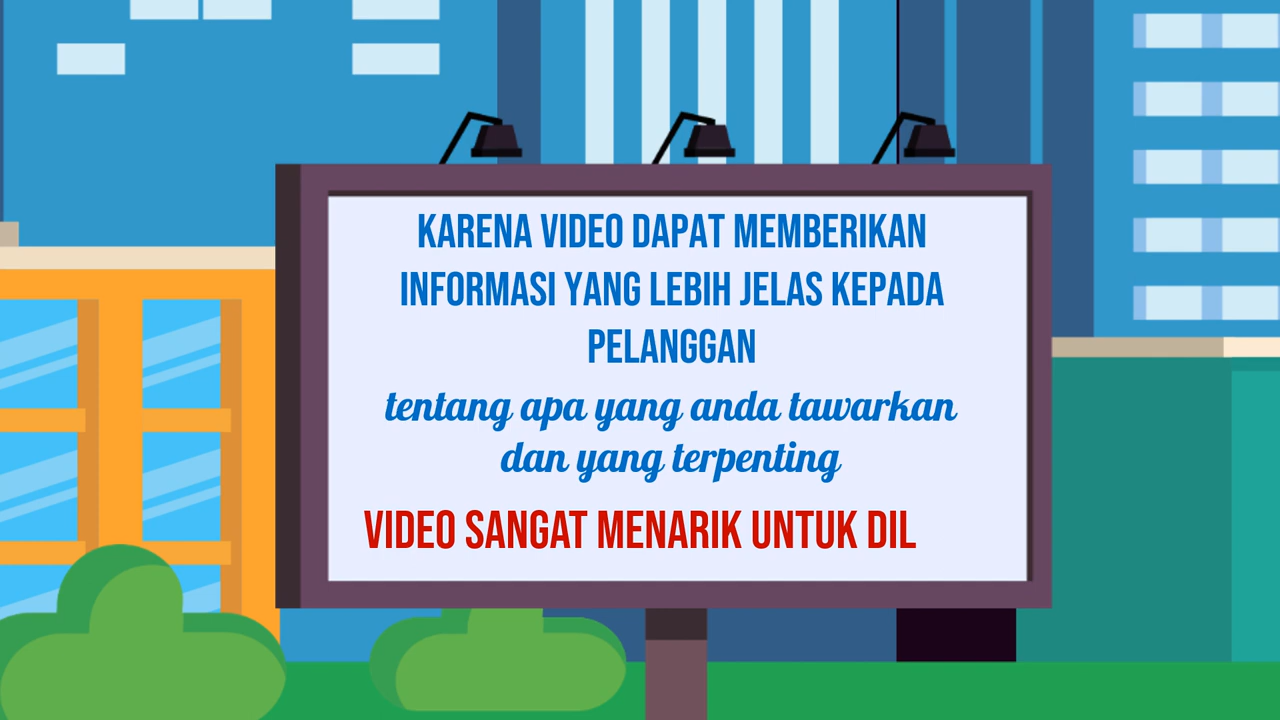 KARENA VIDEO DAPAT MEMBERIKAN
INFORMASI YANG LEBIH JELAS KEPADA
PELANGGAN
tentang apa yang anda tawarkan
dan yang terpenting
VIDEO SANGAT MENARIK UNTUK DIL